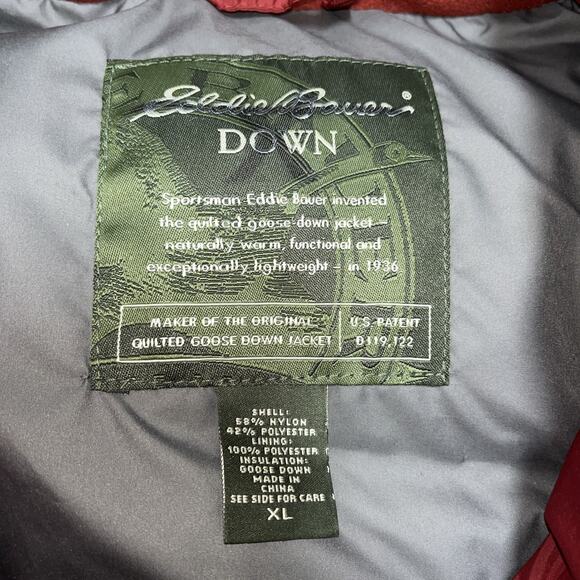 Eddie Bauer®
DOWN
Sportsman Eddie Bauer invented
the quilted goose-down jacket –
naturally warm, functional and
exceptionally lightweight – in 1936
MAKER OF THE ORIGINAL
QUILTED GOOSE DOWN JACKET
U.S. PATENT
D119,122
SHELL:
58% NYLON
42% POLYESTER
LINING:
100% POLYESTER
INSULATION:
GOOSE DOWN
MADE IN
CHINA
SEE SIDE FOR CARE
XL